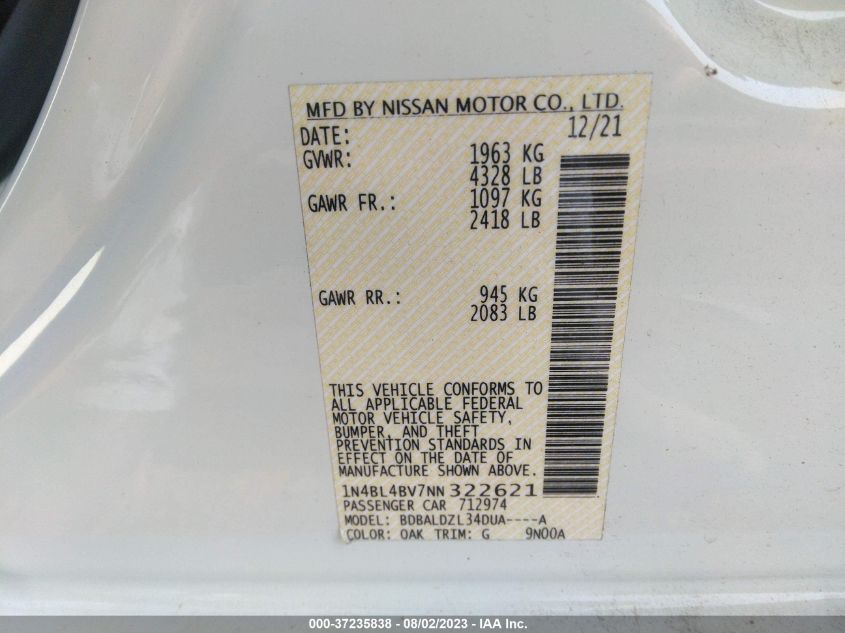 MFD BY NISSAN MOTOR CO., LTD.
DATE: 12/21
GVWR: 1963 KG
4328 LB
GAWR FR.: 1097 KG
2418 LB
GAWR RR.: 945 KG
2083 LB
THIS VEHICLE CONFORMS TO
ALL APPLICABLE FEDERAL
MOTOR VEHICLE SAFETY,
BUMPER, AND THEFT
PREVENTION STANDARDS IN
EFFECT ON THE DATE OF
MANUFACTURE SHOWN ABOVE.
1N4BL4BV7NN322621
PASSENGER CAR 712974
MODEL: BDBALDZL34DUA----A
COLOR: OAK TRIM: G 9N00A
000-37235838 - 08/02/2023 - IAA Inc.